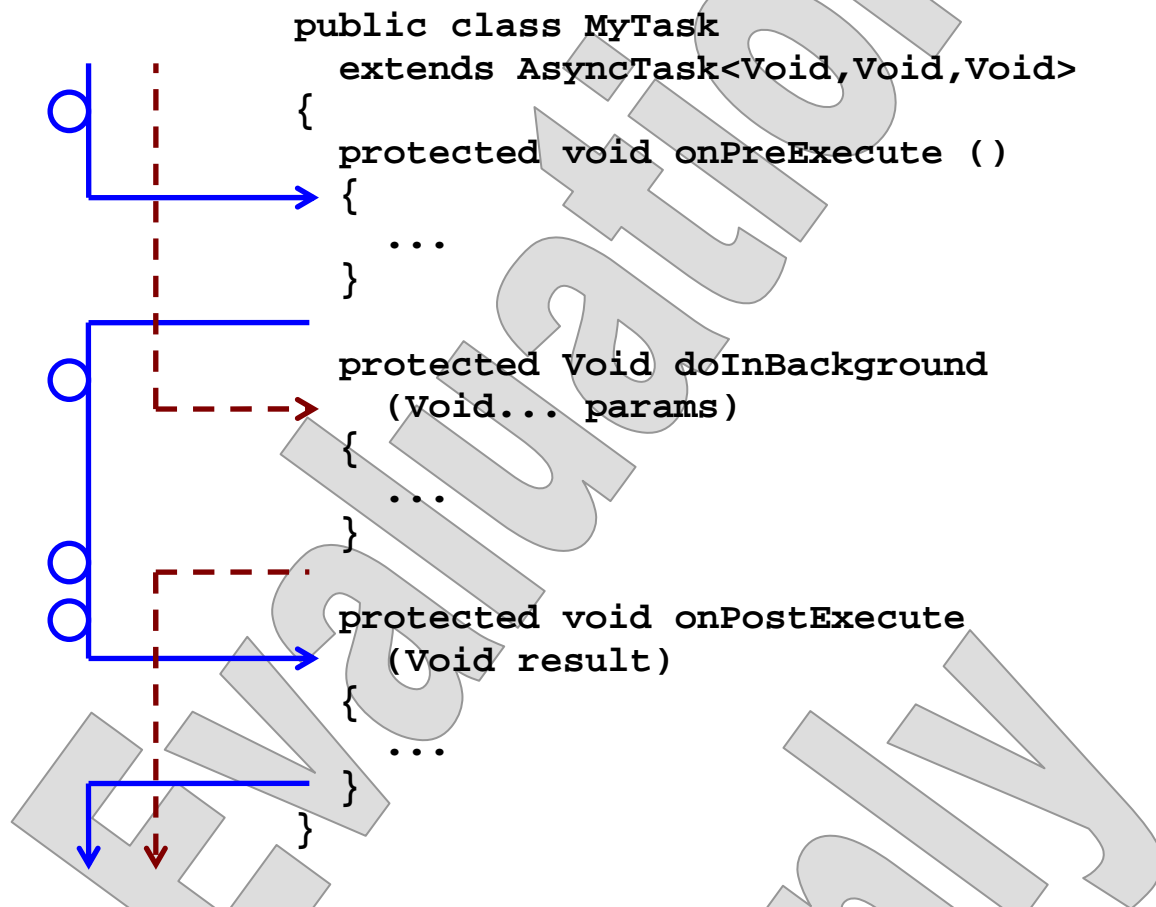 public class MyTask
extends AsyncTask<Void,Void,Void>
{
protected void onPreExecute ()
{
...
}
protected Void doInBackground
(Void... params)
{
...
}
protected void onPostExecute
(Void result)
{
...
}
}
Evaluation
nly